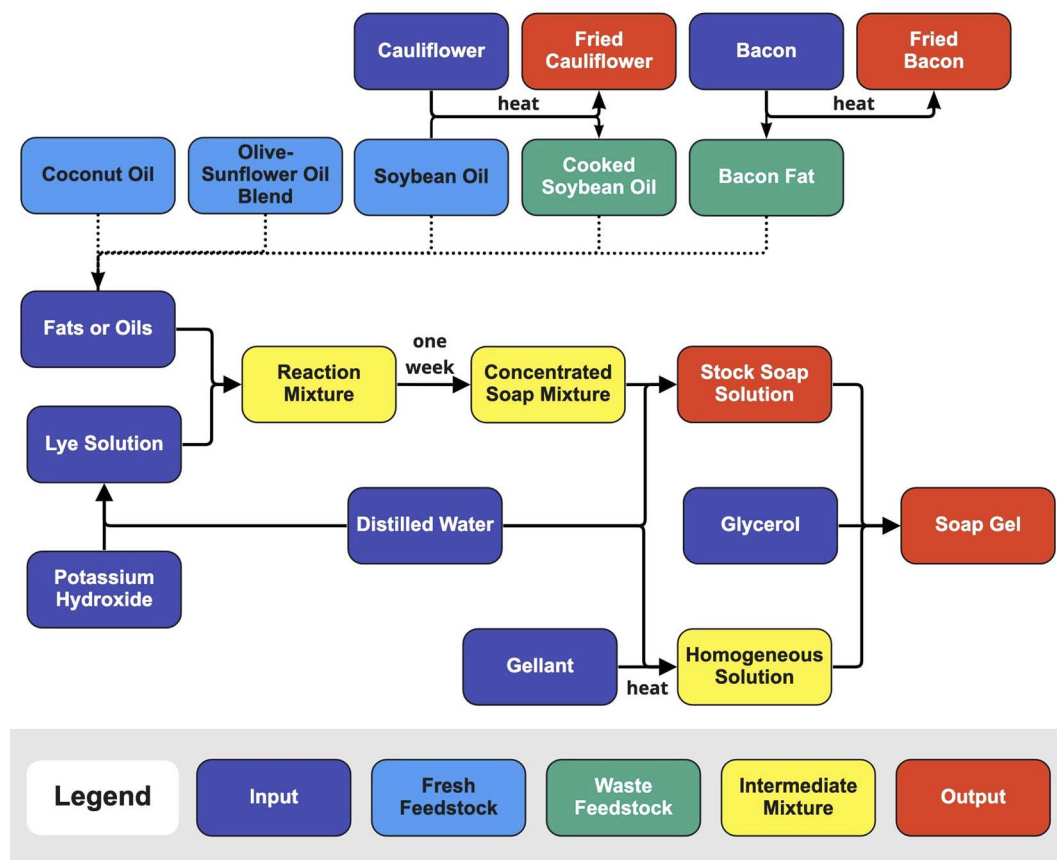 Cauliflower
Fried
Cauliflower
Bacon
Fried
Bacon
heat
heat
Coconut Oil
Olive-
Sunflower Oil
Blend
Soybean Oil
Cooked
Soybean Oil
Bacon Fat
Fats or Oils
one
week
Reaction
Mixture
Concentrated
Soap Mixture
Stock Soap
Solution
Lye Solution
Distilled Water
Glycerol
Soap Gel
Potassium
Hydroxide
Gellant
heat
Homogeneous
Solution
Legend
Input
Fresh
Feedstock
Waste
Feedstock
Intermediate
Mixture
Output